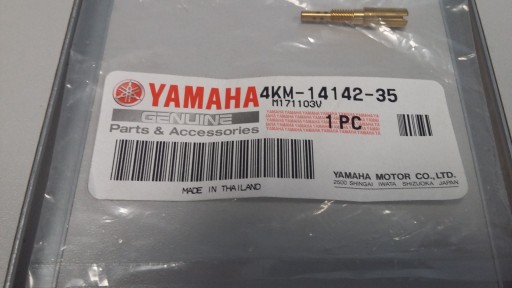 YAMAHA 4KM-14142-35
M171103V
GENUINE
Parts & Accessories
1 PC
MADE IN THAILAND
YAMAHA MOTOR CO.,LTD.
2500 SHINGAI IWATA SHIZUOKA JAPAN